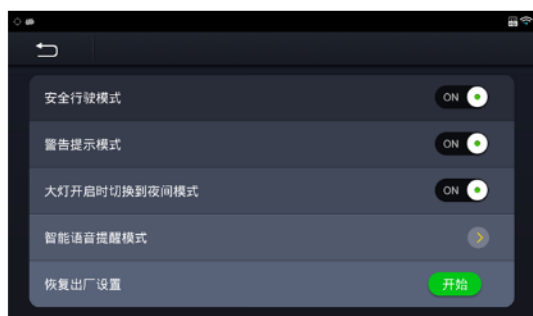 安全行驶模式
ON
警告提示模式
ON
大灯开启时切换到夜间模式
ON
智能语音提醒模式
恢复出厂设置
开始